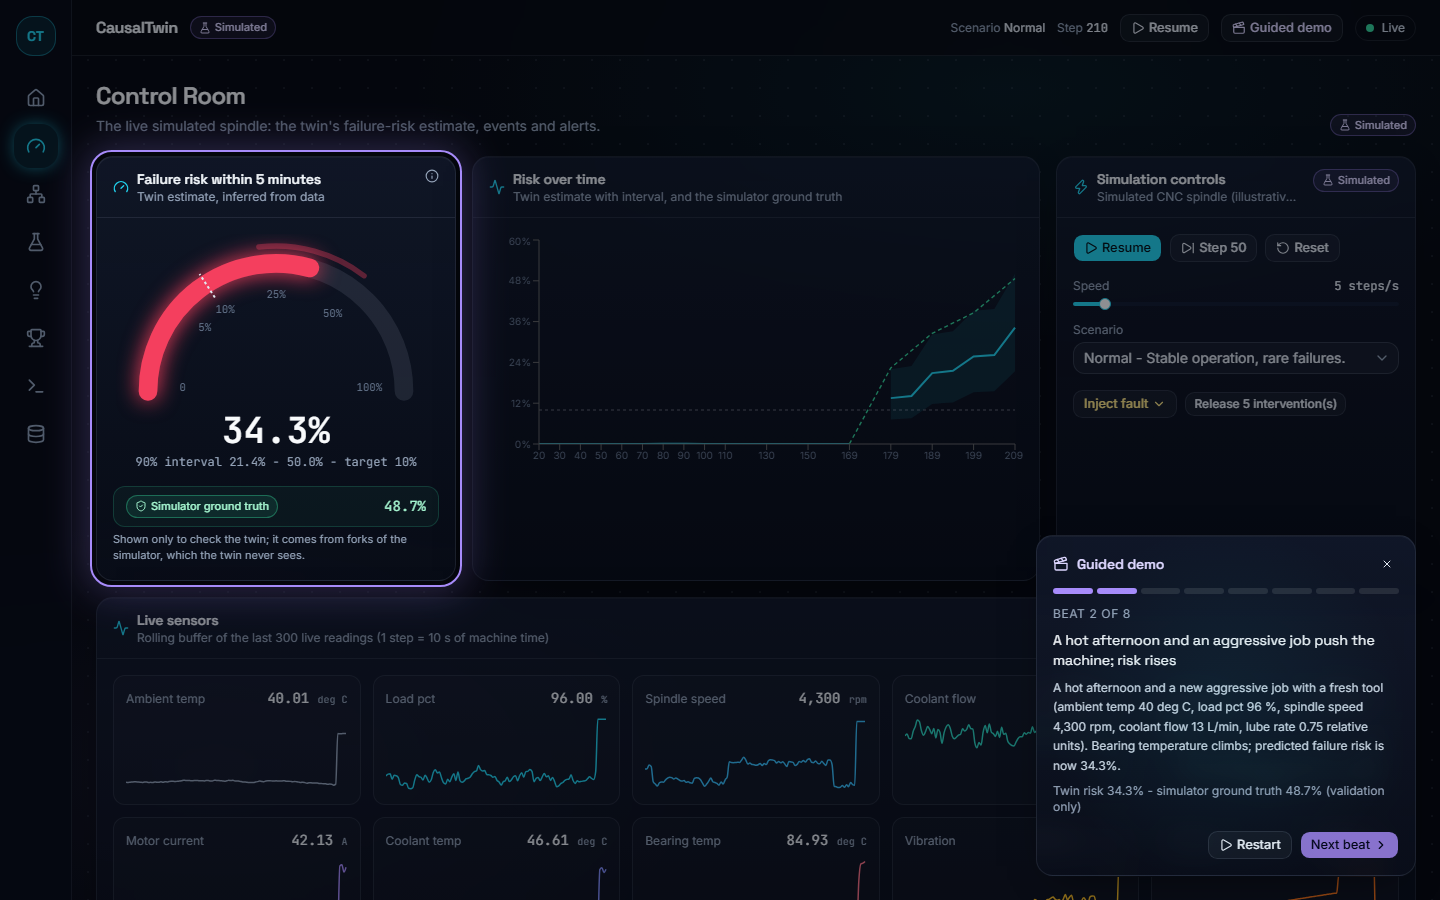 CT
CausalTwin
Simulated
Scenario Normal
Step 210
Resume
Guided demo
Live
Control Room
The live simulated spindle: the twin's failure-risk estimate, events and alerts.
Simulated
Failure risk within 5 minutes
Twin estimate, inferred from data
0
5%
10%
25%
50%
100%
34.3%
90% interval 21.4% - 50.0% - target 10%
Simulator ground truth
48.7%
Shown only to check the twin; it comes from forks of the
simulator, which the twin never sees.
Risk over time
Twin estimate with interval, and the simulator ground truth
60%
48%
36%
24%
12%
0%
20 30 40 50 60 70 80 90 100 110 130 150 169 179 189 199 209
Simulation controls
Simulated CNC spindle (illustrativ...
Simulated
Resume
Step 50
Reset
Speed
5 steps/s
Scenario
Normal - Stable operation, rare failures.
Inject fault
Release 5 intervention(s)
Live sensors
Rolling buffer of the last 300 live readings (1 step = 10 s of machine time)
Ambient temp 40.01 deg C
Load pct 96.00 %
Spindle speed 4,300 rpm
Coolant flow
Motor current 42.13 A
Coolant temp 46.61 deg C
Bearing temp 84.93 deg C
Vibration
Guided demo
BEAT 2 OF 8
A hot afternoon and an aggressive job push the
machine; risk rises
A hot afternoon and a new aggressive job with a fresh tool
(ambient temp 40 deg C, load pct 96 %, spindle speed
4,300 rpm, coolant flow 13 L/min, lube rate 0.75 relative
units). Bearing temperature climbs; predicted failure risk is
now 34.3%.
Twin risk 34.3% - simulator ground truth 48.7% (validation
only)
Restart
Next beat